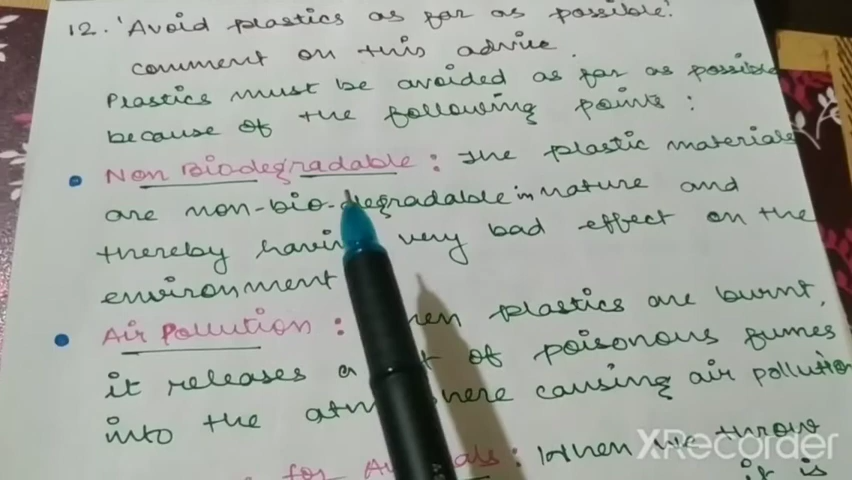 12. 'Avoid plastics as far as possible'.
comment on this advice.
Plastics must be avoided as far as possible
because of the following points:
• Non Biodegradable: The plastic materials
are non-bio-degradable in nature and
thereby having very bad effect on the
environment
• Air Pollution: plastics are burnt,
it releases of poisonous fumes
into the causing air pollution
for : When we throw
it is
XRecorder